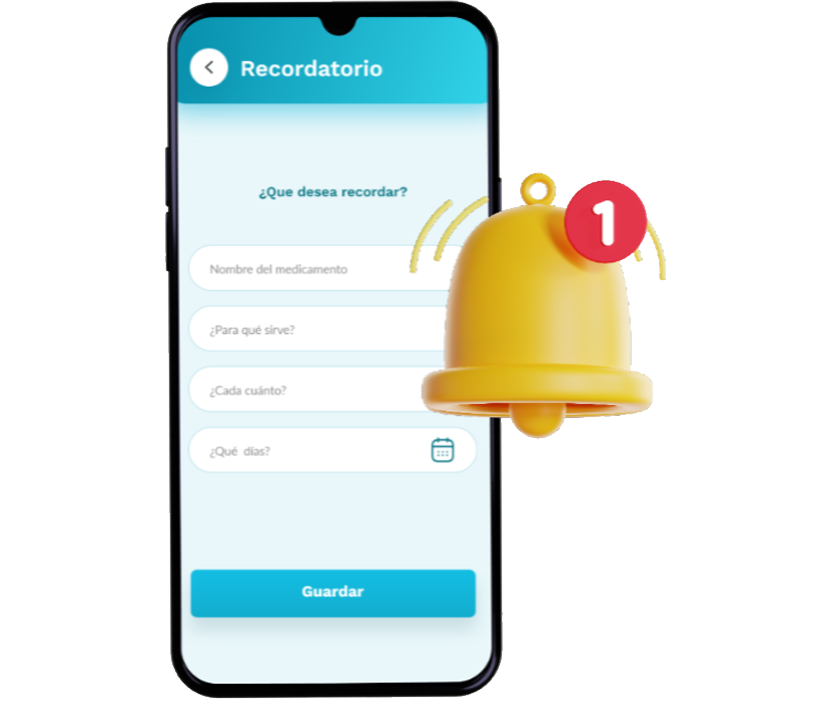 Recordatorio
¿Que desea recordar?
1
Nombre del medicamento
¿Para qué sirve?
¿Cada cuánto?
¿Qué días?
Guardar